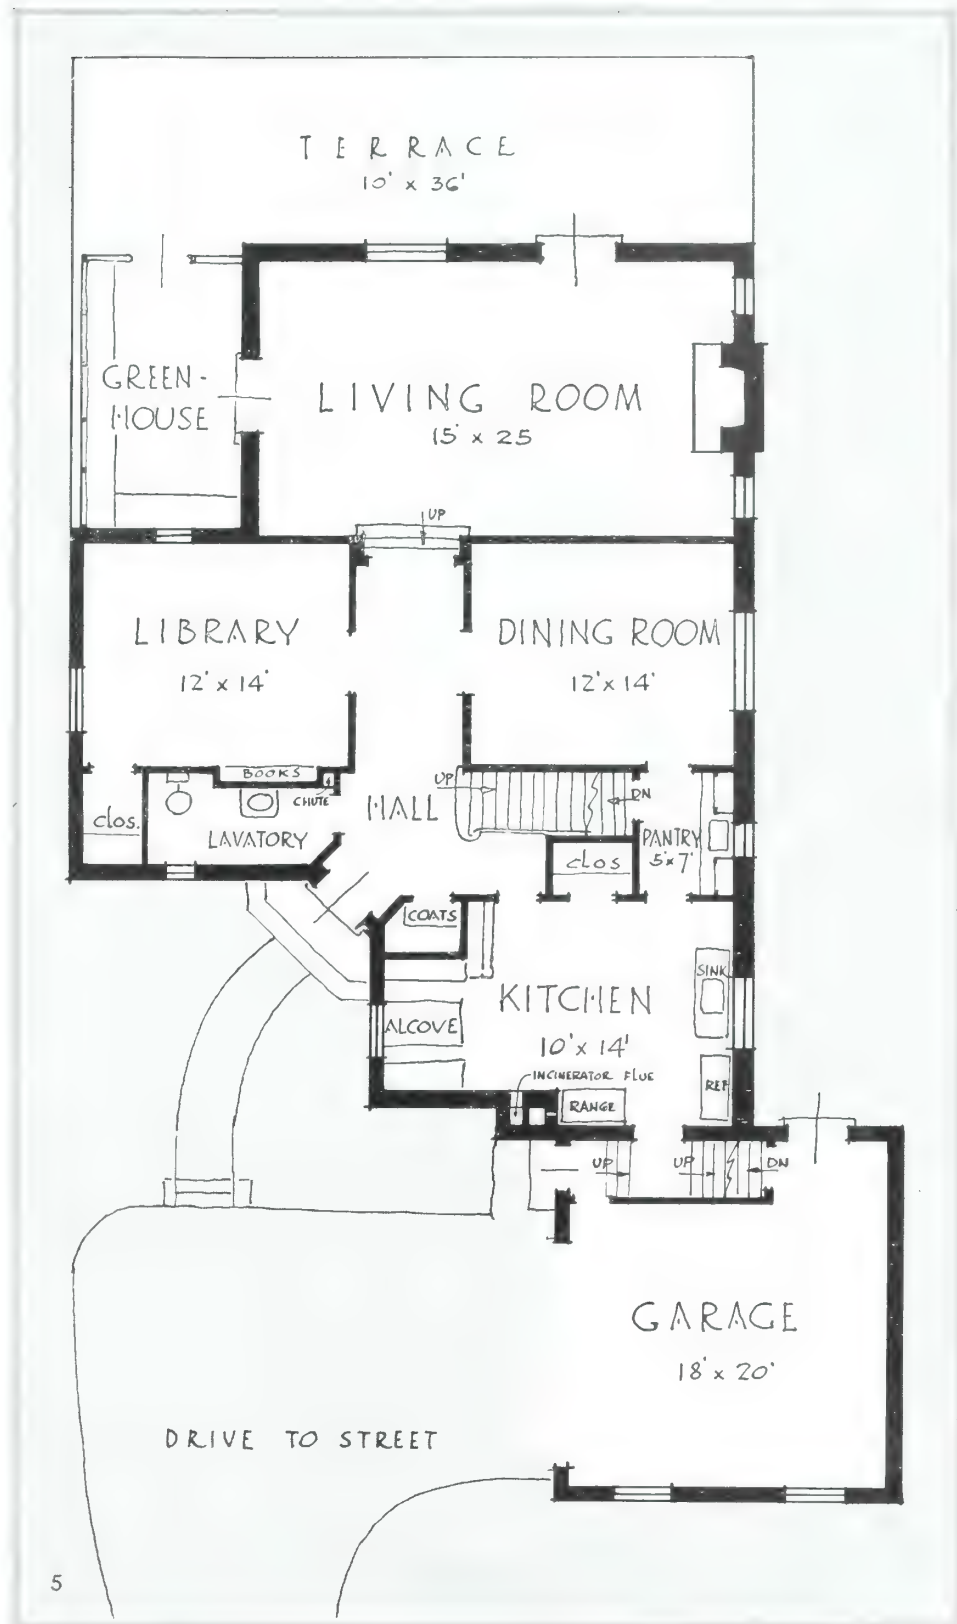 TERRACE
10' x 36'
GREEN-
HOUSE
LIVING ROOM
15' x 25
UP
LIBRARY
12' x 14'
DINING ROOM
12' x 14'
BOOKS
CHUTE
UP
DN
HALL
clos.
LAVATORY
PANTRY
5' x 7'
clos
COATS
SINK
KITCHEN
10' x 14'
ALCOVE
INCINERATOR FLUE
REF
RANGE
UP
UP
DN
GARAGE
18' x 20'
DRIVE TO STREET
5